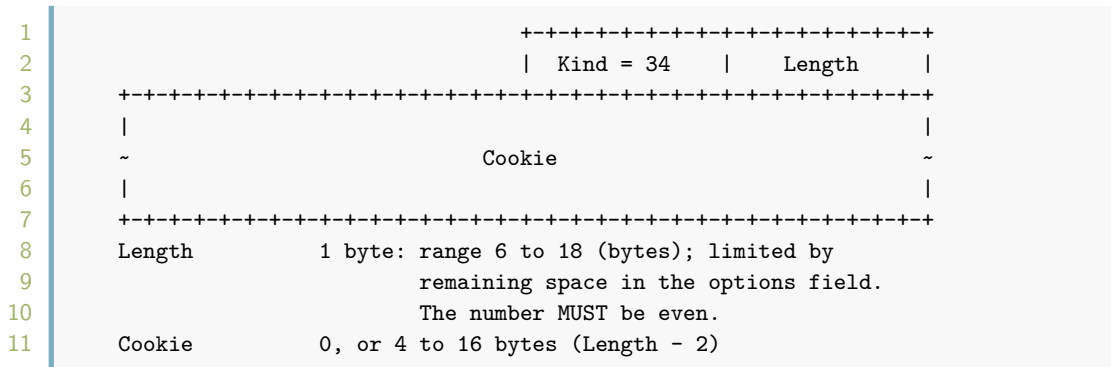 1                                       +-+-+-+-+-+-+-+-+-+-+-+-+-+-+-+-+
2                                       |  Kind = 34   |    Length     |
3       +-+-+-+-+-+-+-+-+-+-+-+-+-+-+-+-+-+-+-+-+-+-+-+-+-+-+-+-+-+-+-+-+
4       |                                                               |
5       ~                            Cookie                             ~
6       |                                                               |
7       +-+-+-+-+-+-+-+-+-+-+-+-+-+-+-+-+-+-+-+-+-+-+-+-+-+-+-+-+-+-+-+-+
8       Length          1 byte: range 6 to 18 (bytes); limited by
9                               remaining space in the options field.
10                              The number MUST be even.
11      Cookie          0, or 4 to 16 bytes (Length - 2)